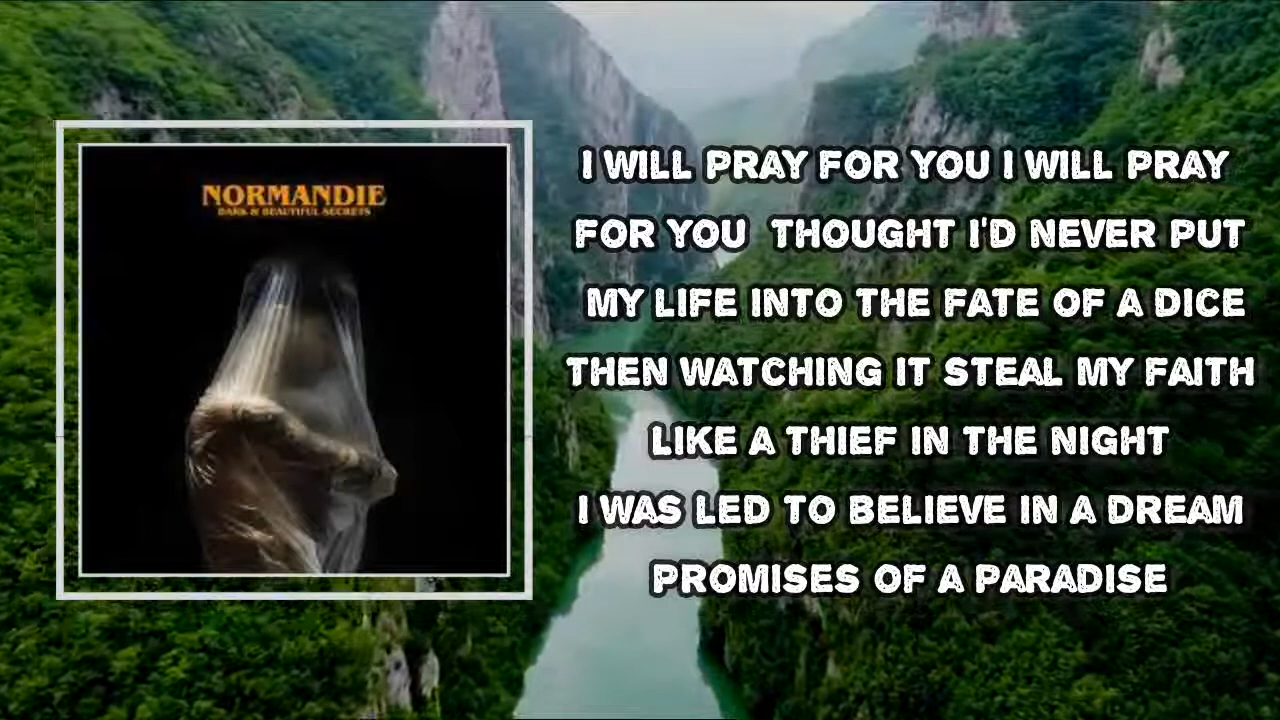 NORMANDIE
DARK & BEAUTIFUL SECRETS
I WILL PRAY FOR YOU I WILL PRAY
FOR YOU THOUGHT I'D NEVER PUT
MY LIFE INTO THE FATE OF A DICE
THEN WATCHING IT STEAL MY FAITH
LIKE A THIEF IN THE NIGHT
I WAS LED TO BELIEVE IN A DREAM
PROMISES OF A PARADISE